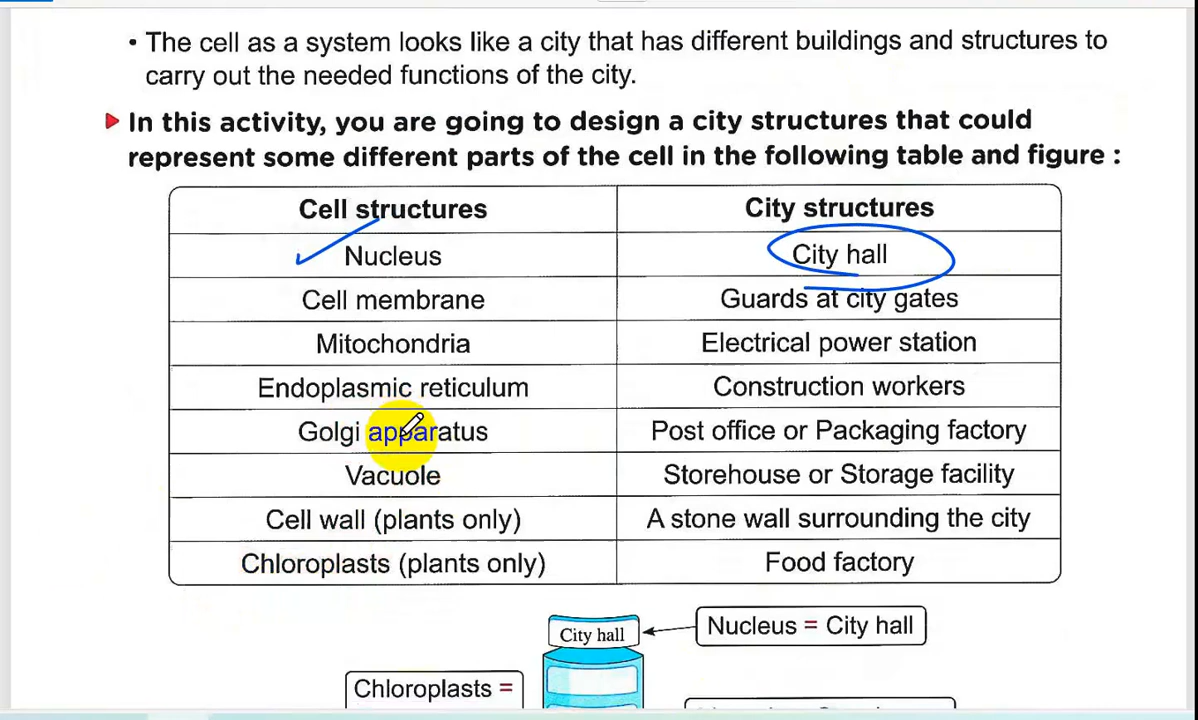 • The cell as a system looks like a city that has different buildings and structures to
carry out the needed functions of the city.
In this activity, you are going to design a city structures that could
represent some different parts of the cell in the following table and figure :
Cell structures City structures
Nucleus City hall
Cell membrane Guards at city gates
Mitochondria Electrical power station
Endoplasmic reticulum Construction workers
Golgi apparatus Post office or Packaging factory
Vacuole Storehouse or Storage facility
Cell wall (plants only) A stone wall surrounding the city
Chloroplasts (plants only) Food factory
City hall
Nucleus = City hall
Chloroplasts =